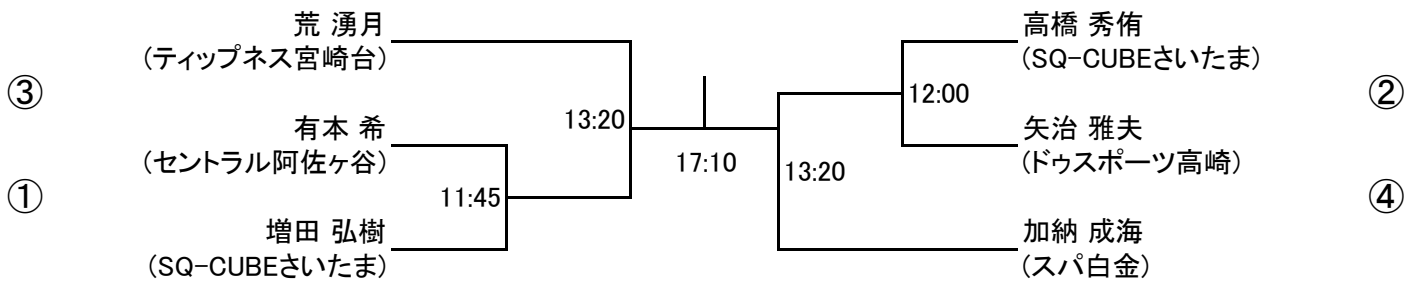 荒 湧月
(ティップネス宮崎台)
③
有本 希
(セントラル阿佐ヶ谷)
①
増田 弘樹
(SQ-CUBEさいたま)
13:20
11:45
17:10
高橋 秀侑
(SQ-CUBEさいたま)
12:00
②
矢治 雅夫
(ドゥスポーツ高崎)
13:20
④
加納 成海
(スパ白金)